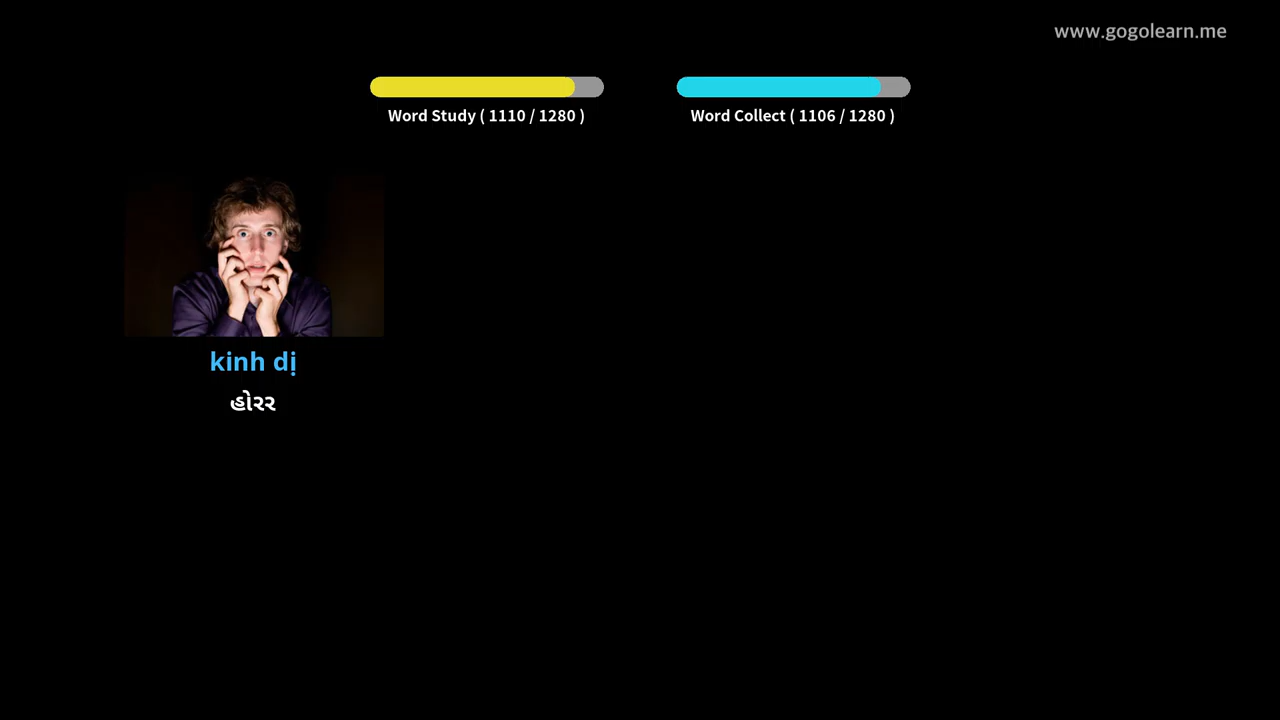 www.gogolearn.me
Word Study ( 1110 / 1280 )
Word Collect ( 1106 / 1280 )
kinh dị
હોરર